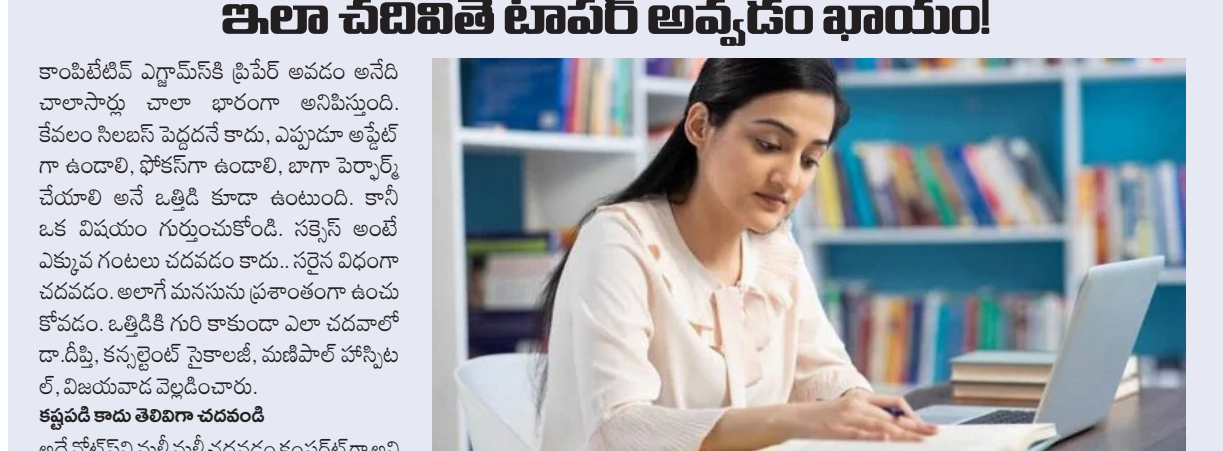 ఇలా చదివితే టాపర్ అవ్వడం ఖాయం!
కాంపిటేటివ్ ఎగ్జామ్స్‌కి ప్రిపేర్ అవడం అనేది
చాలాసార్లు చాలా భారంగా అనిపిస్తుంది.
కేవలం సిలబస్ పెద్దదనే కాదు, ఎప్పుడూ అప్డేట్
గా ఉండాలి, ఫోకస్‌గా ఉండాలి, బాగా పెర్ఫార్మ్
చేయాలి అనే ఒత్తిడి కూడా ఉంటుంది. కానీ
ఒక విషయం గుర్తుంచుకోండి. సక్సెస్ అంటే
ఎక్కువ గంటలు చదవడం కాదు.. సరైన విధంగా
చదవడం. అలాగే మనసును ప్రశాంతంగా ఉంచు
కోవడం. ఒత్తిడికి గురి కాకుండా ఎలా చదవాలో
డా.దీప్తి, కన్సల్టెంట్ సైకాలజీ, మణిపాల్ హాస్పిట
ల్, విజయవాడ వెల్లడించారు.
కష్టపడి కాదు తెలివిగా చదవండి